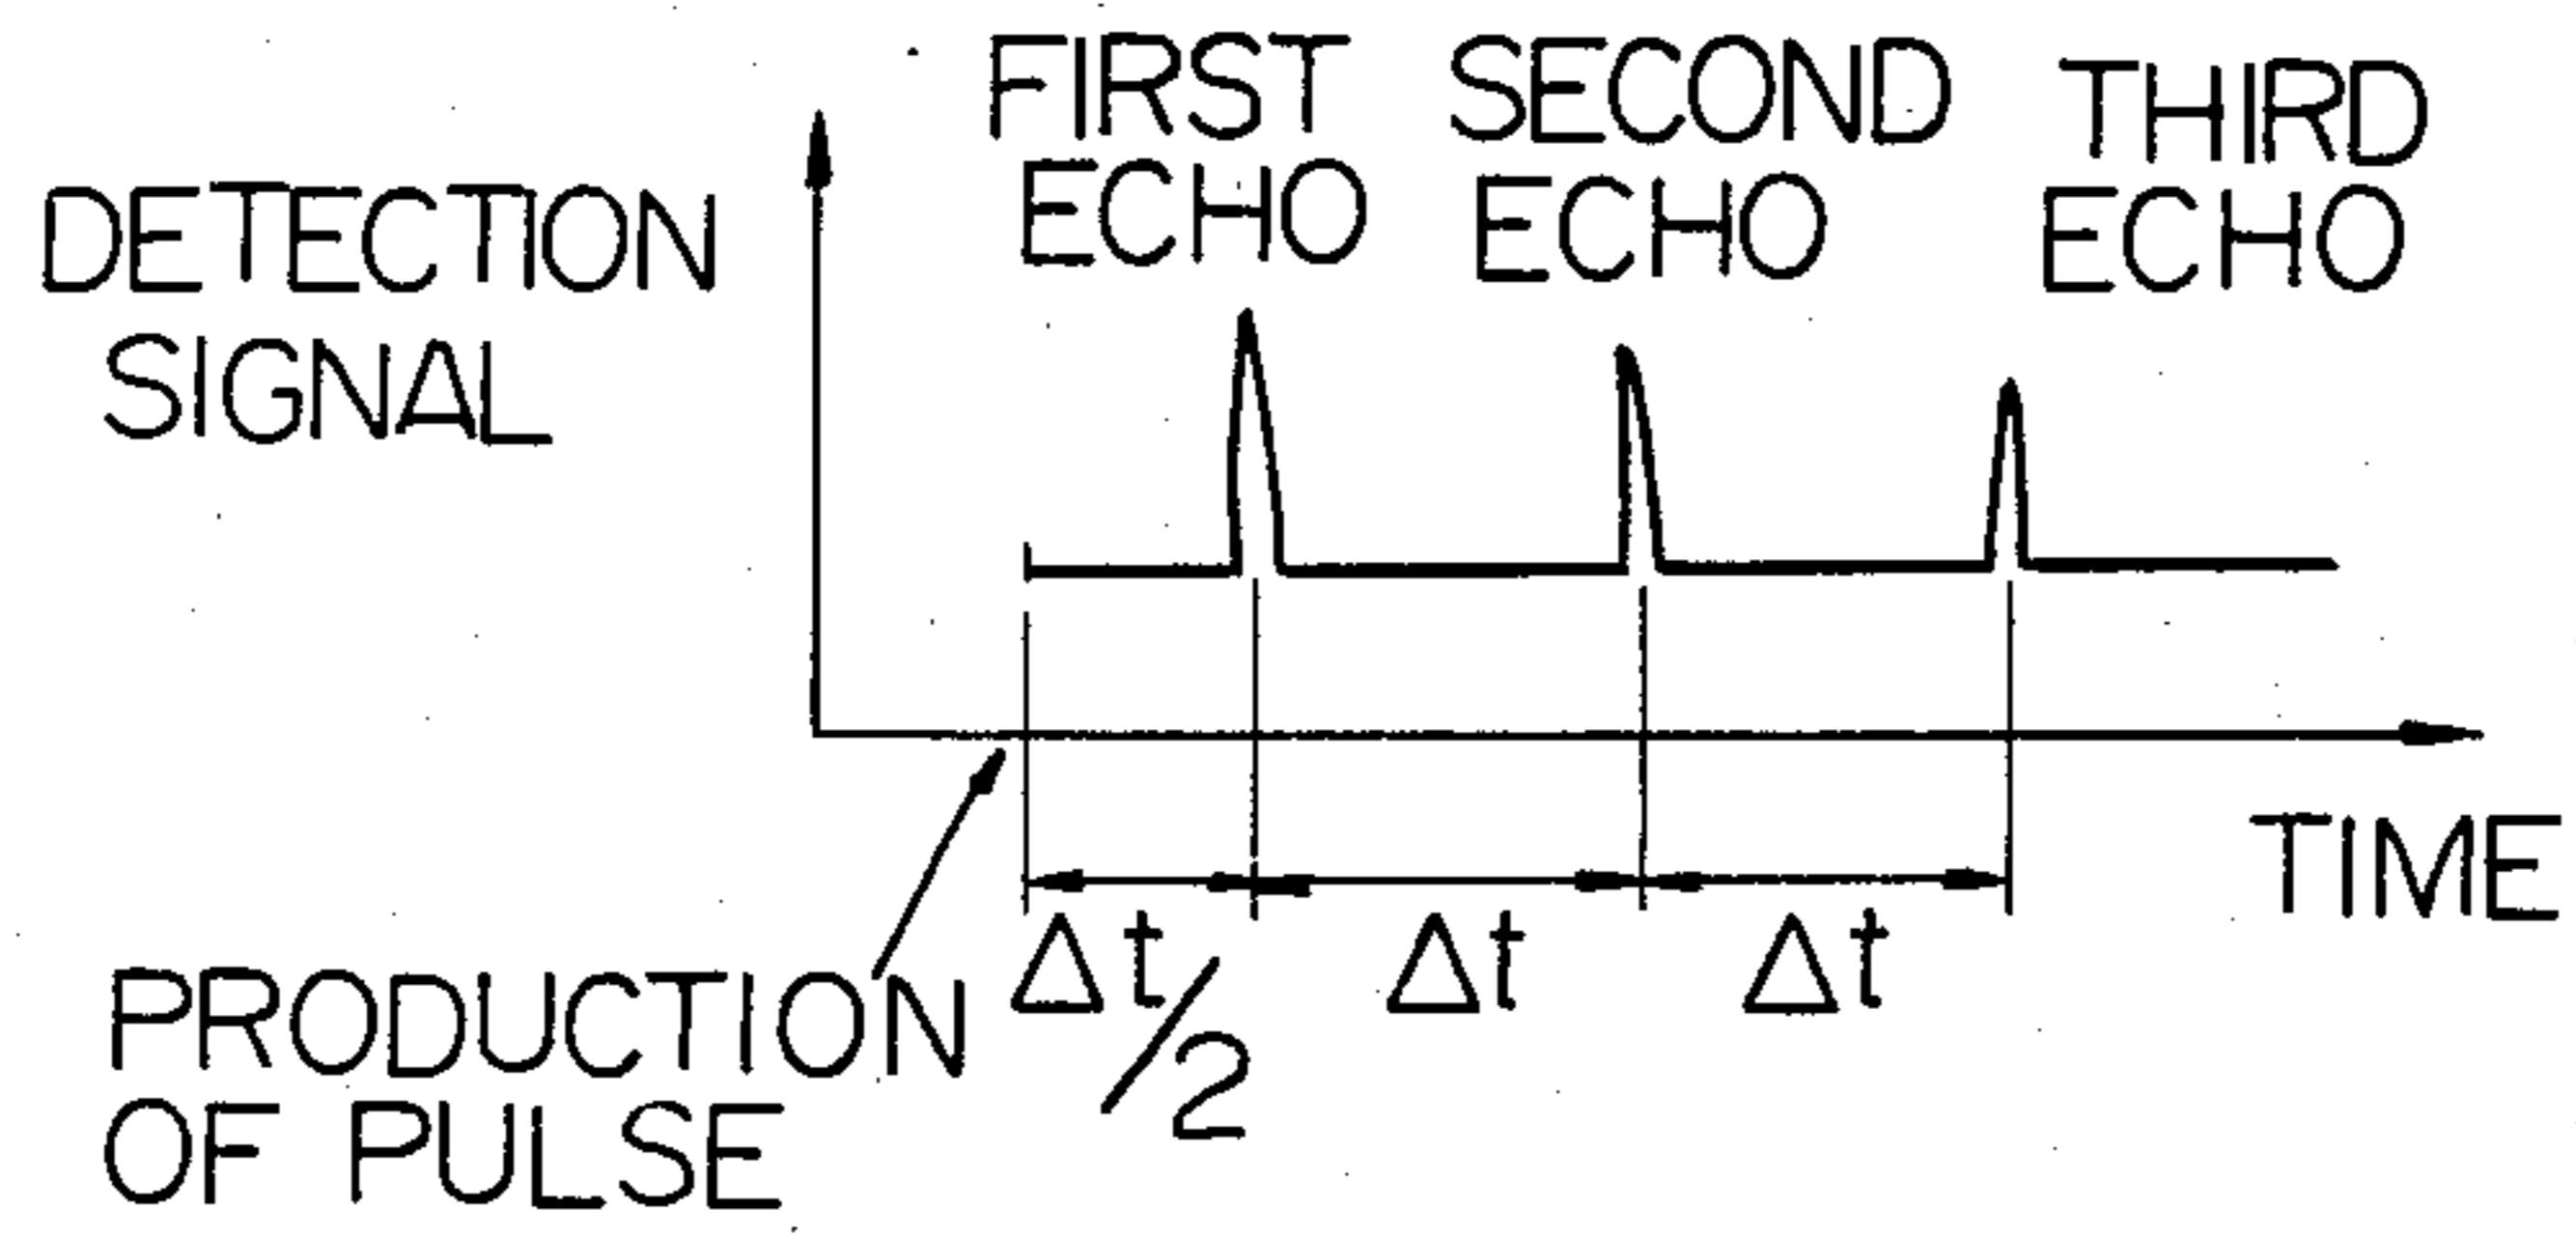 DETECTION
SIGNAL
FIRST
ECHO
SECOND
ECHO
THIRD
ECHO
TIME
Δt/2
Δt
Δt
PRODUCTION
OF PULSE